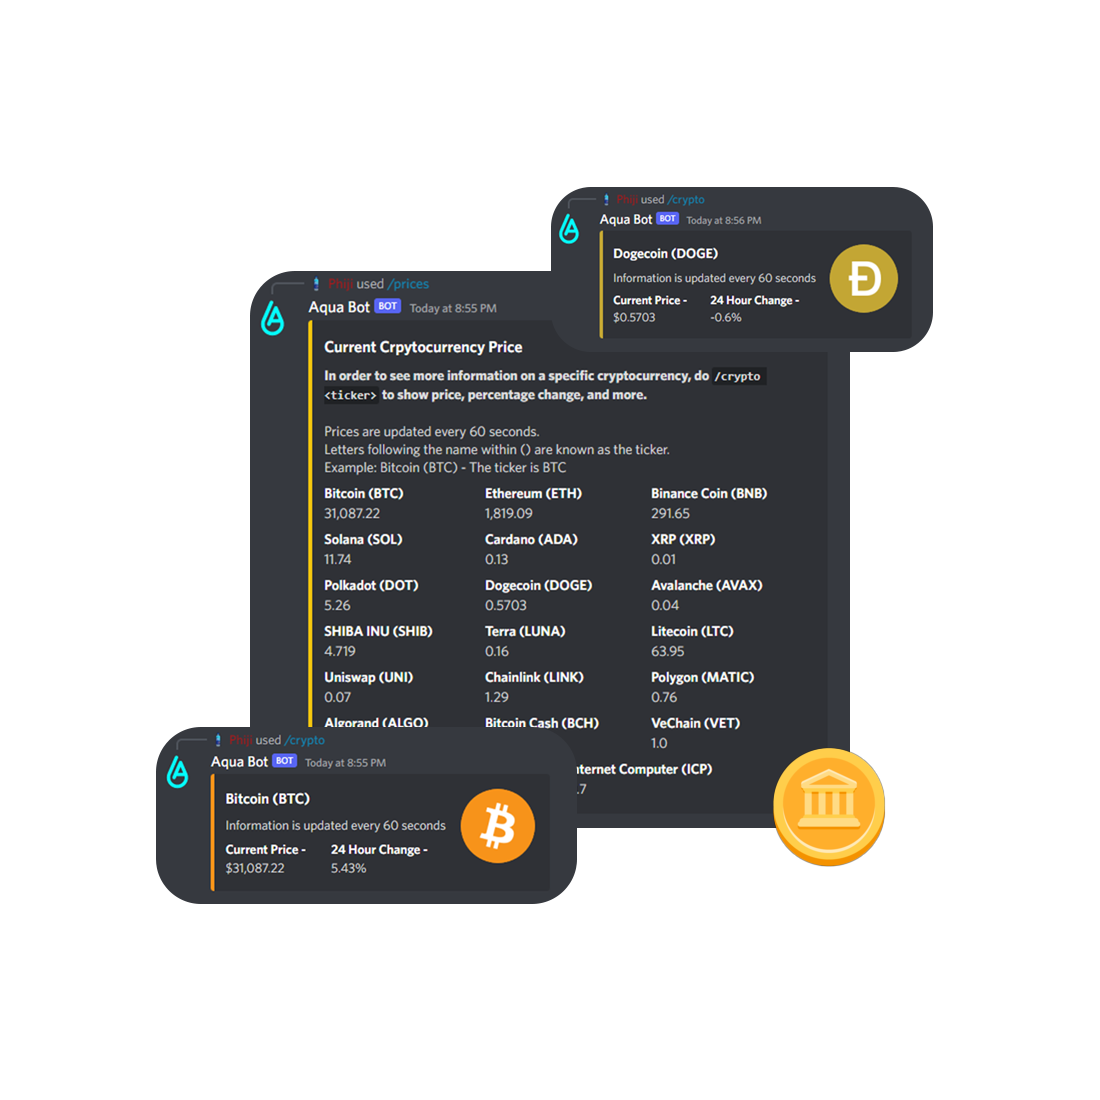 Phiji used /crypto
Aqua Bot BOT Today at 8:56 PM
Dogecoin (DOGE)
Information is updated every 60 seconds
Current Price - 24 Hour Change -
$0.5703 -0.6%
used /prices
Aqua Bot BOT Today at 8:55 PM
Current Crpytocurrency Price
In order to see more information on a specific cryptocurrency, do /crypto
<ticker> to show price, percentage change, and more.
Prices are updated every 60 seconds.
Letters following the name within () are known as the ticker.
Example: Bitcoin (BTC) - The ticker is BTC
Bitcoin (BTC) Ethereum (ETH) Binance Coin (BNB)
31,087.22 1,819.09 291.65
Solana (SOL) Cardano (ADA) XRP (XRP)
11.74 0.13 0.01
Polkadot (DOT) Dogecoin (DOGE) Avalanche (AVAX)
5.26 0.5703 0.04
SHIBA INU (SHIB) Terra (LUNA) Litecoin (LTC)
4.719 0.16 63.95
Uniswap (UNI) Chainlink (LINK) Polygon (MATIC)
0.07 1.29 0.76
Algorand (ALGO) Bitcoin Cash (BCH) VeChain (VET)
1.0
nternet Computer (ICP)
.7
used /crypto
Aqua Bot BOT Today at 8:55 PM
Bitcoin (BTC)
Information is updated every 60 seconds
Current Price - 24 Hour Change -
$31,087.22 5.43%